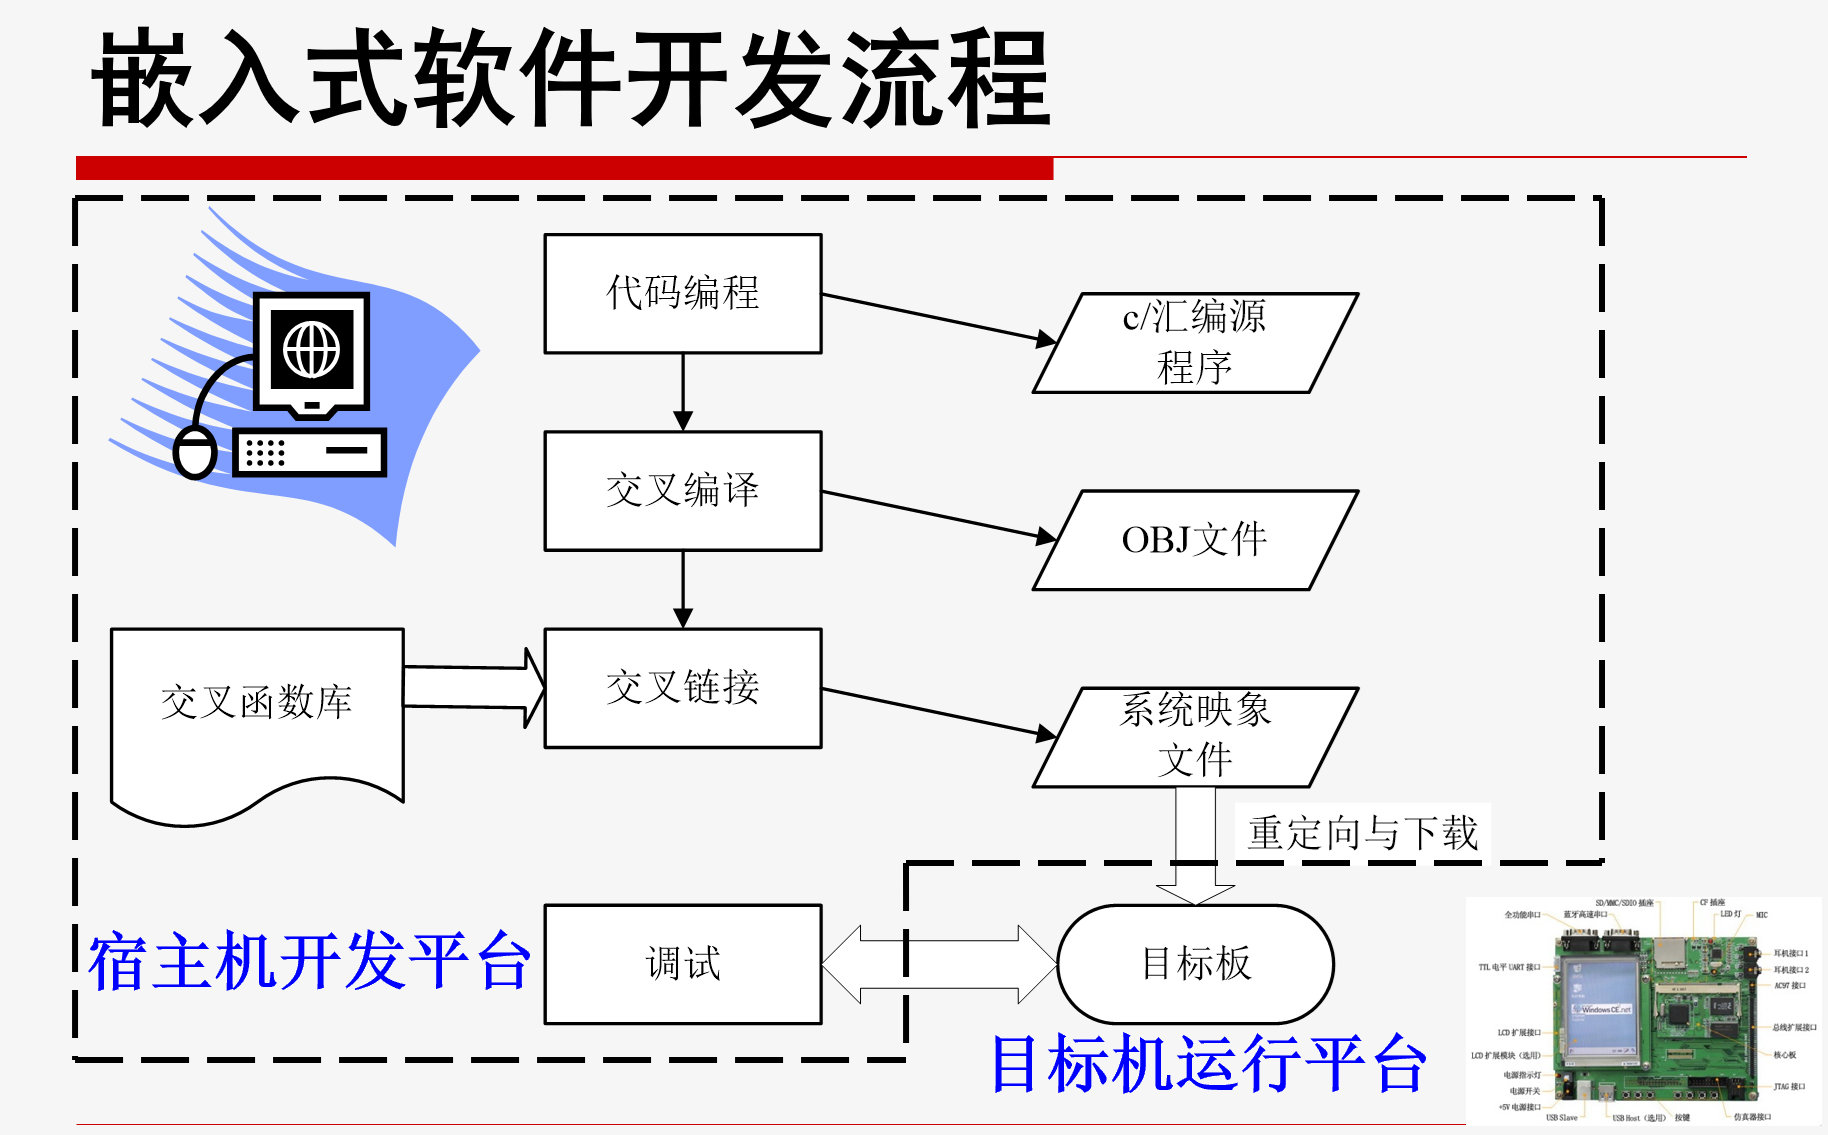 嵌入式软件开发流程
代码编程
c/汇编源
程序
交叉编译
OBJ文件
交叉函数库
交叉链接
系统映象
文件
重定向与下载
宿主机开发平台
调试
目标板
目标机运行平台
SD/MMC/SDIO 插座
CF 插座
全功能串口
蓝牙高速串口
LED 灯
MIC
耳机接口 1
TTL 电平 UART 接口
耳机接口 2
AC97 接口
WindowsCE.net
LCD 扩展接口
总线扩展接口
LCD 扩展模块（选用）
核心板
电源指示灯
JTAG 接口
电源开关
+5V 电源接口
USB Slave
USB Host（选用）
按键
仿真器接口